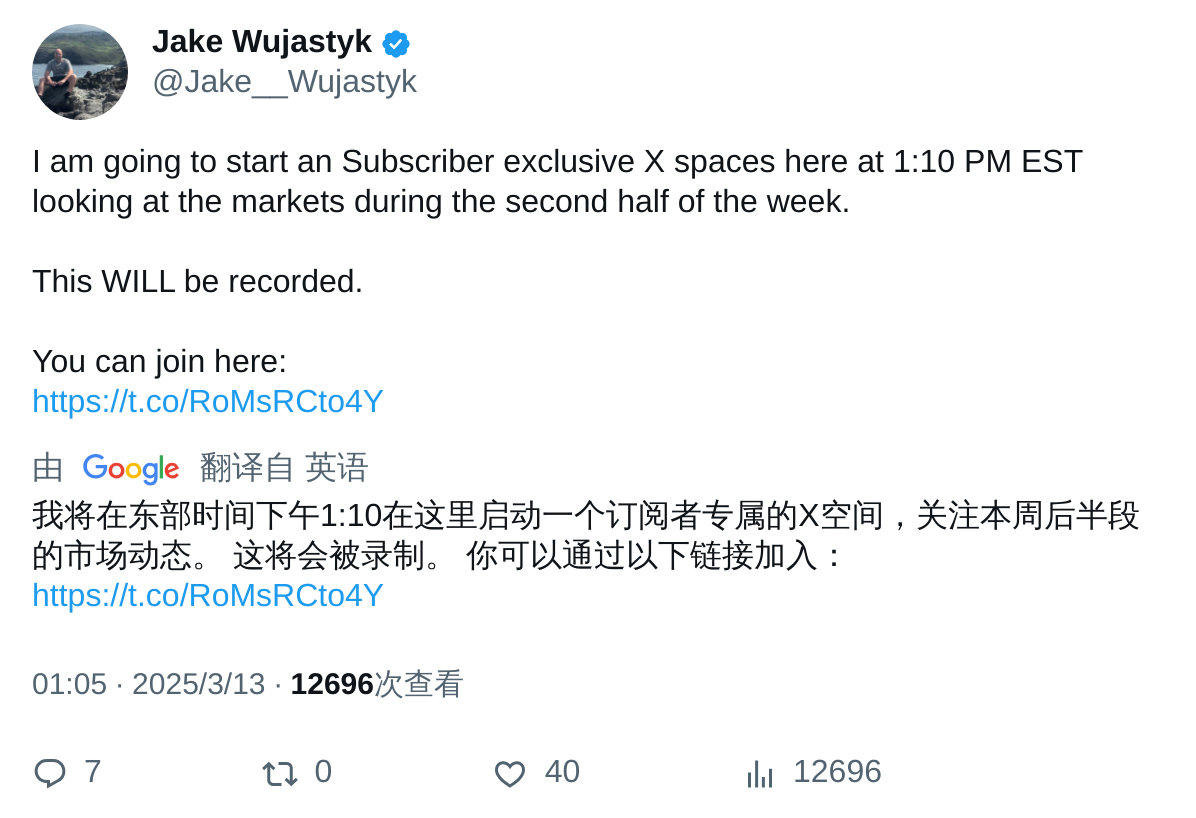 Jake Wujastyk
@Jake__Wujastyk
I am going to start an Subscriber exclusive X spaces here at 1:10 PM EST
looking at the markets during the second half of the week.
This WILL be recorded.
You can join here:
https://t.co/RoMsRCto4Y
由 Google 翻译自 英语
我将在东部时间下午1:10在这里启动一个订阅者专属的X空间，关注本周后半段
的市场动态。 这将会被录制。 你可以通过以下链接加入：
https://t.co/RoMsRCto4Y
01:05 · 2025/3/13 · 12696次查看
7 0 40 12696